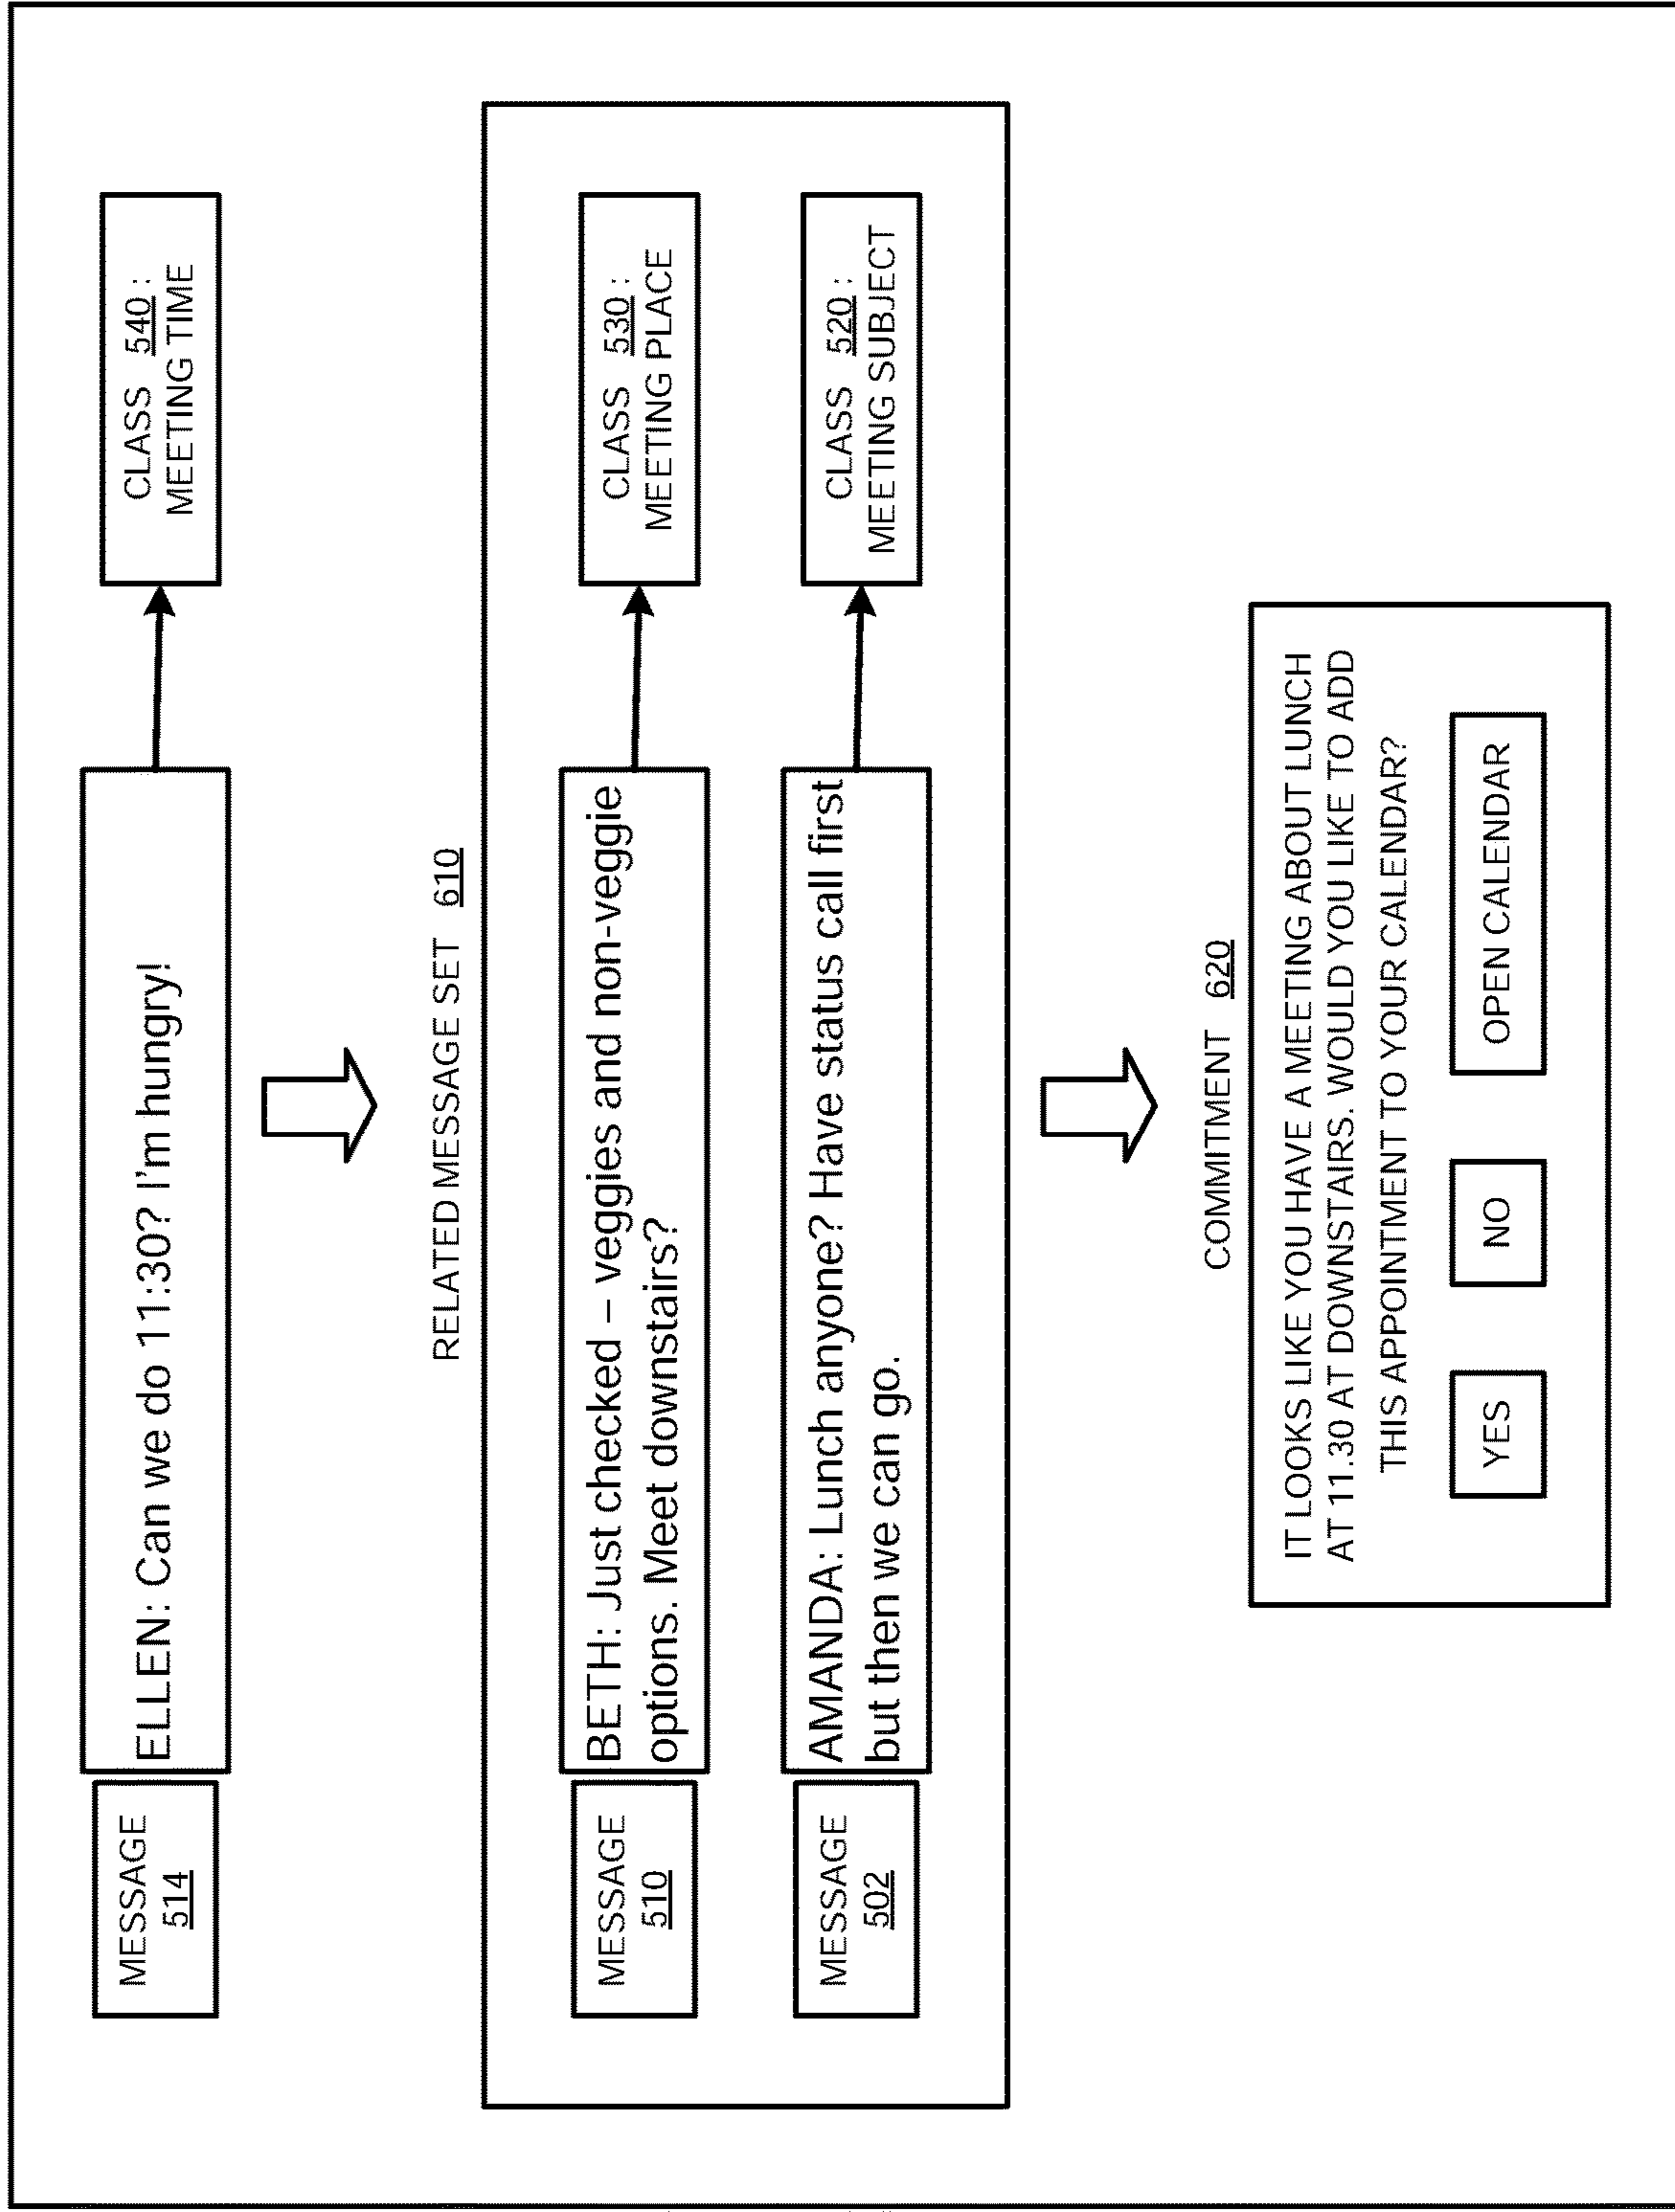 MESSAGE
514
ELLEN: Can we do 11:30? I'm hungry!
CLASS 540 :
MEETING TIME
RELATED MESSAGE SET 610
MESSAGE
510
BETH: Just checked – veggies and non-veggie
options. Meet downstairs?
CLASS 530 :
MEETING PLACE
MESSAGE
502
AMANDA: Lunch anyone? Have status call first
but then we can go.
CLASS 520 :
MEETING SUBJECT
COMMITMENT 620
IT LOOKS LIKE YOU HAVE A MEETING ABOUT LUNCH
AT 11.30 AT DOWNSTAIRS. WOULD YOU LIKE TO ADD
THIS APPOINTMENT TO YOUR CALENDAR?
YES
NO
OPEN CALENDAR